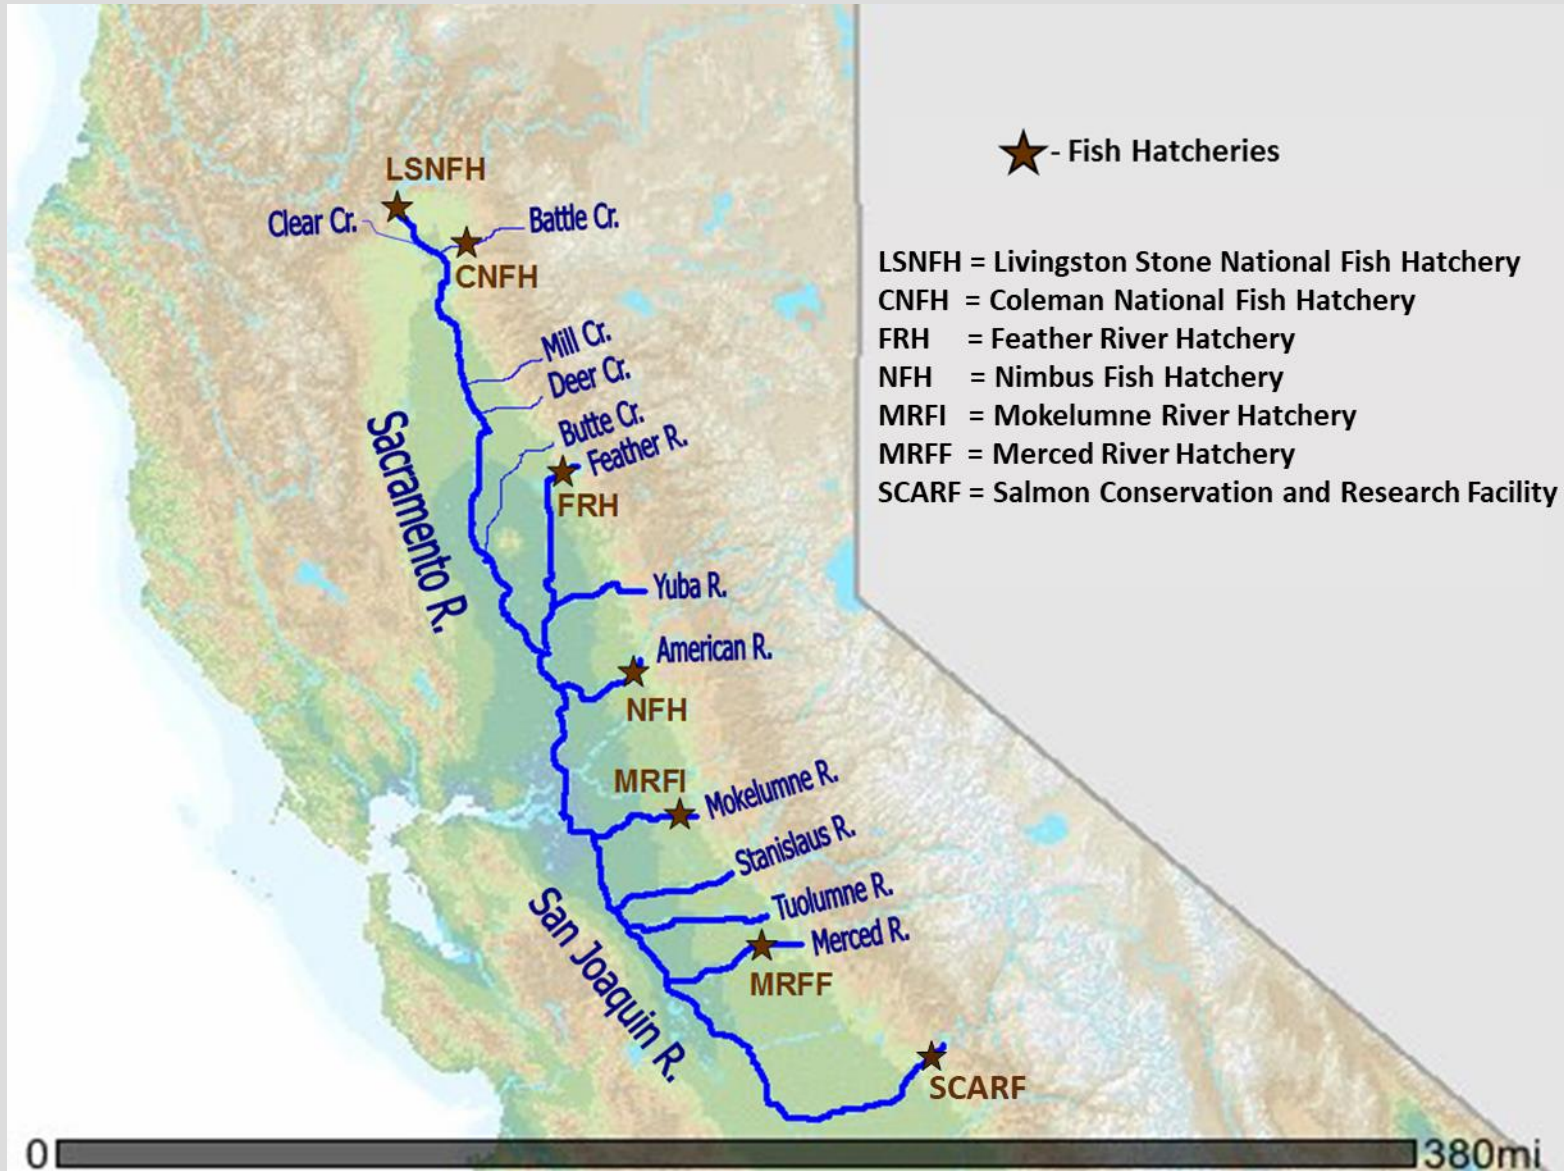 - Fish Hatcheries
LSNFH = Livingston Stone National Fish Hatchery
CNFH = Coleman National Fish Hatchery
FRH = Feather River Hatchery
NFH = Nimbus Fish Hatchery
MRFI = Mokelumne River Hatchery
MRFF = Merced River Hatchery
SCARF = Salmon Conservation and Research Facility
LSNFH
Clear Cr.
Battle Cr.
CNFH
Mill Cr.
Deer Cr.
Butte Cr.
Feather R.
FRH
Sacramento R.
Yuba R.
American R.
NFH
MRFI
Mokelumne R.
Stanislaus R.
Tuolumne R.
Merced R.
MRFF
San Joaquin R.
SCARF
0
380mi